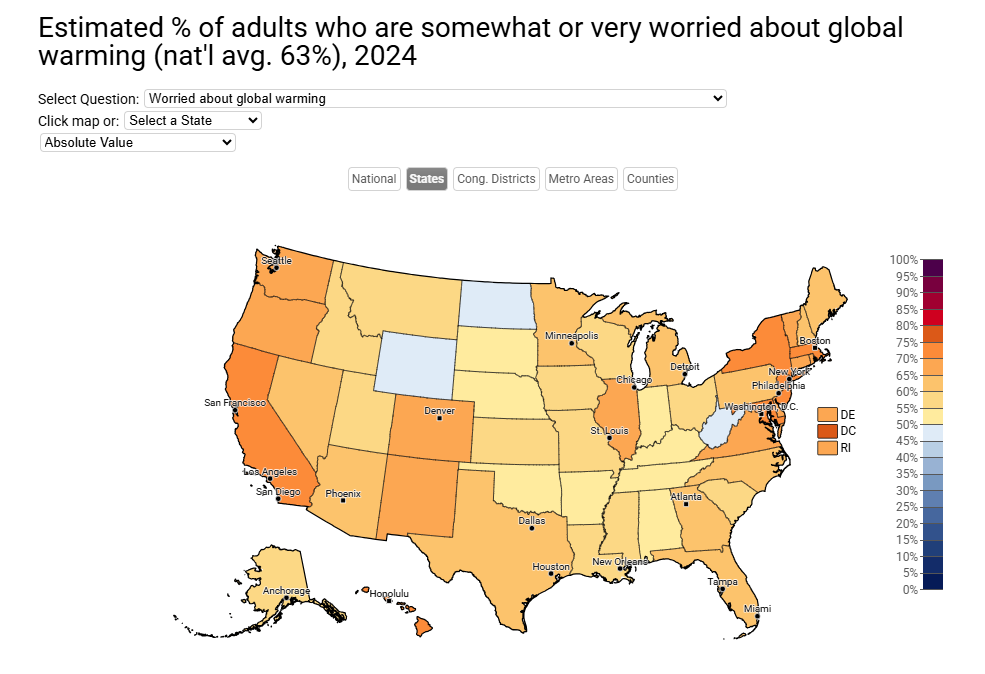 Estimated % of adults who are somewhat or very worried about global
warming (nat'l avg. 63%), 2024
Select Question: Worried about global warming
Click map or: Select a State
Absolute Value
National States Cong. Districts Metro Areas Counties
Seattle
Minneapolis
Boston
Detroit
New York
Chicago
Philadelphia
San Francisco
Denver
Washington, D.C.
St. Louis
Los Angeles
San Diego
Phoenix
Atlanta
Dallas
Houston
New Orleans
Tampa
Anchorage
Honolulu
Miami
DE
DC
RI
100%
95%
90%
85%
80%
75%
70%
65%
60%
55%
50%
45%
40%
35%
30%
25%
20%
15%
10%
5%
0%